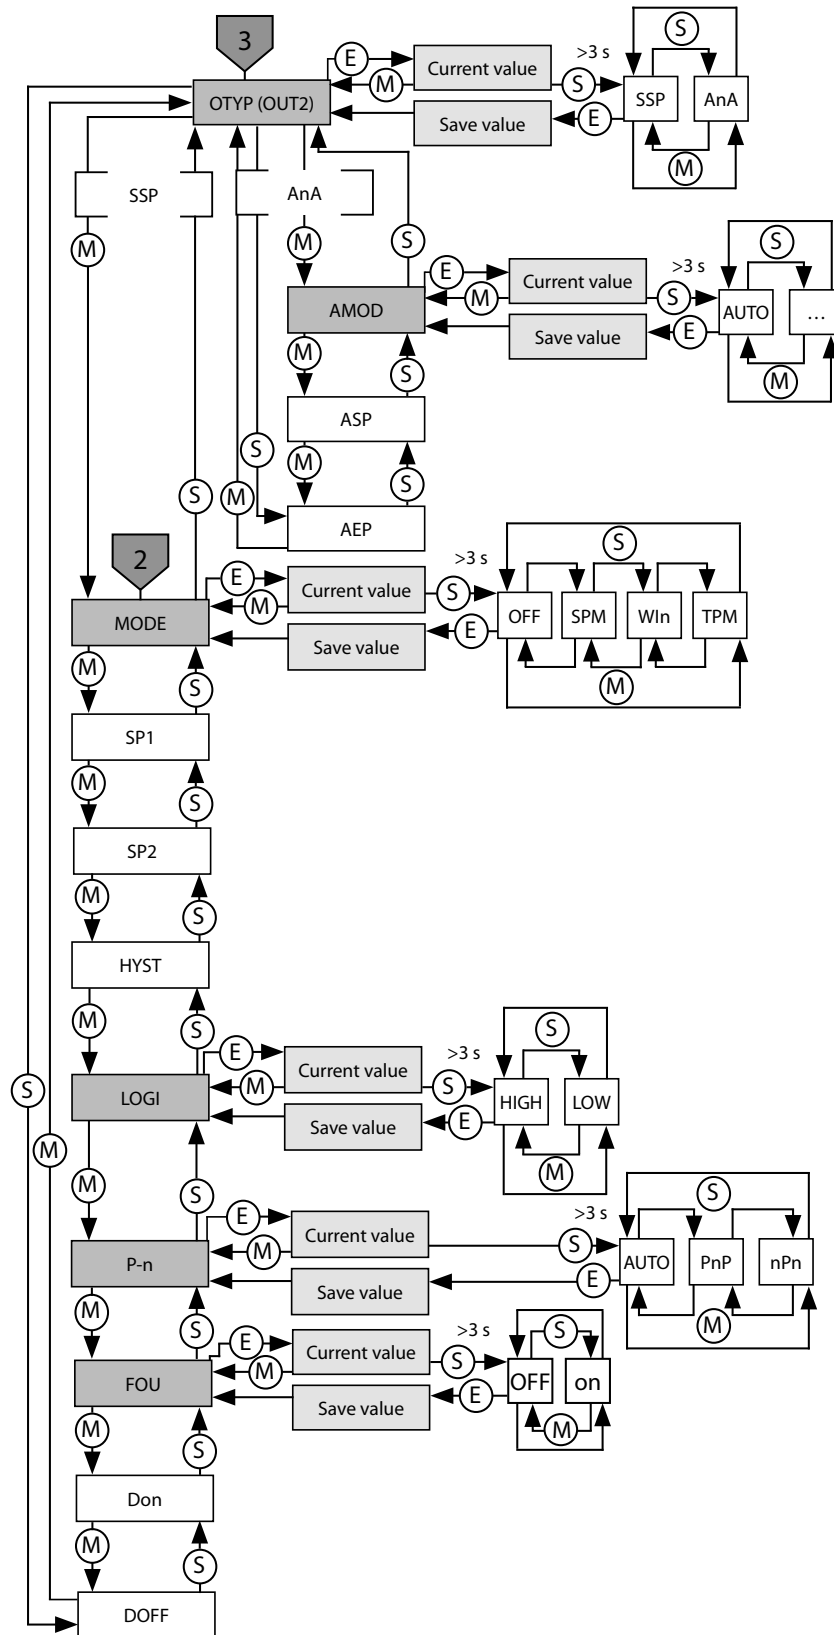 3
E
Current value
>3 s
S
M
S
OTYP (OUT2)
SSP
AnA
Save value
E
M
SSP
AnA
M
M
S
E
Current value
>3 s
S
M
S
AMOD
AUTO
...
Save value
E
M
M
S
ASP
S
M
S
S
M
AEP
2
E
Current value
>3 s
S
M
S
MODE
OFF
SPM
WIn
TPM
Save value
E
M
M
S
SP1
M
S
SP2
M
S
HYST
M
S
E
Current value
>3 s
S
M
S
S
LOGI
HIGH
LOW
Save value
E
M
M
M
S
E
Current value
>3 s
S
M
S
P-n
AUTO
PnP
nPn
Save value
E
M
M
S
E
Current value
>3 s
S
M
S
FOU
OFF
on
Save value
E
M
M
S
Don
M
S
DOFF